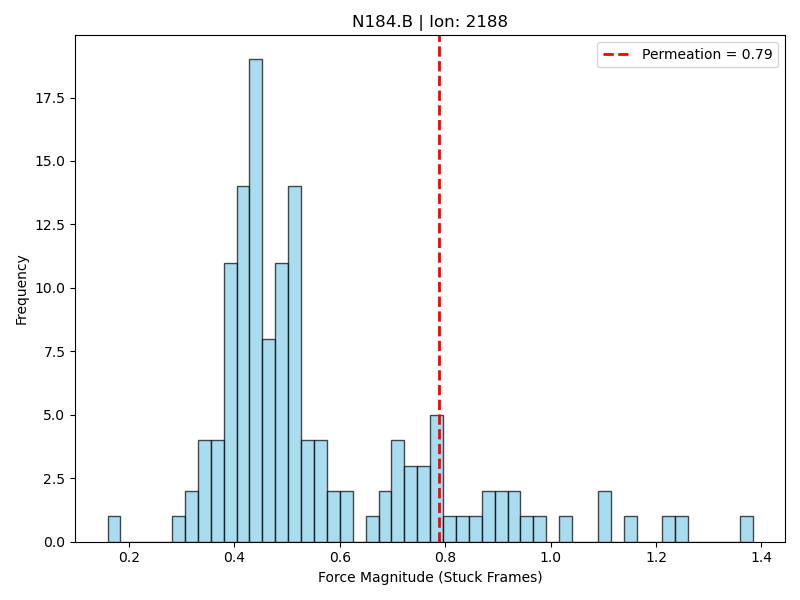 N184.B | Ion: 2188
Permeation = 0.79
Frequency
17.5
15.0
12.5
10.0
7.5
5.0
2.5
0.0
0.2 0.4 0.6 0.8 1.0 1.2 1.4
Force Magnitude (Stuck Frames)